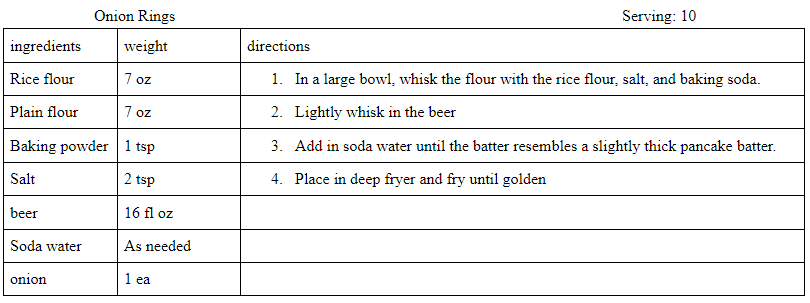 Onion Rings Serving: 10
ingredients weight directions
Rice flour 7 oz 1. In a large bowl, whisk the flour with the rice flour, salt, and baking soda.
Plain flour 7 oz 2. Lightly whisk in the beer
Baking powder 1 tsp 3. Add in soda water until the batter resembles a slightly thick pancake batter.
Salt 2 tsp 4. Place in deep fryer and fry until golden
beer 16 fl oz
Soda water As needed
onion 1 ea